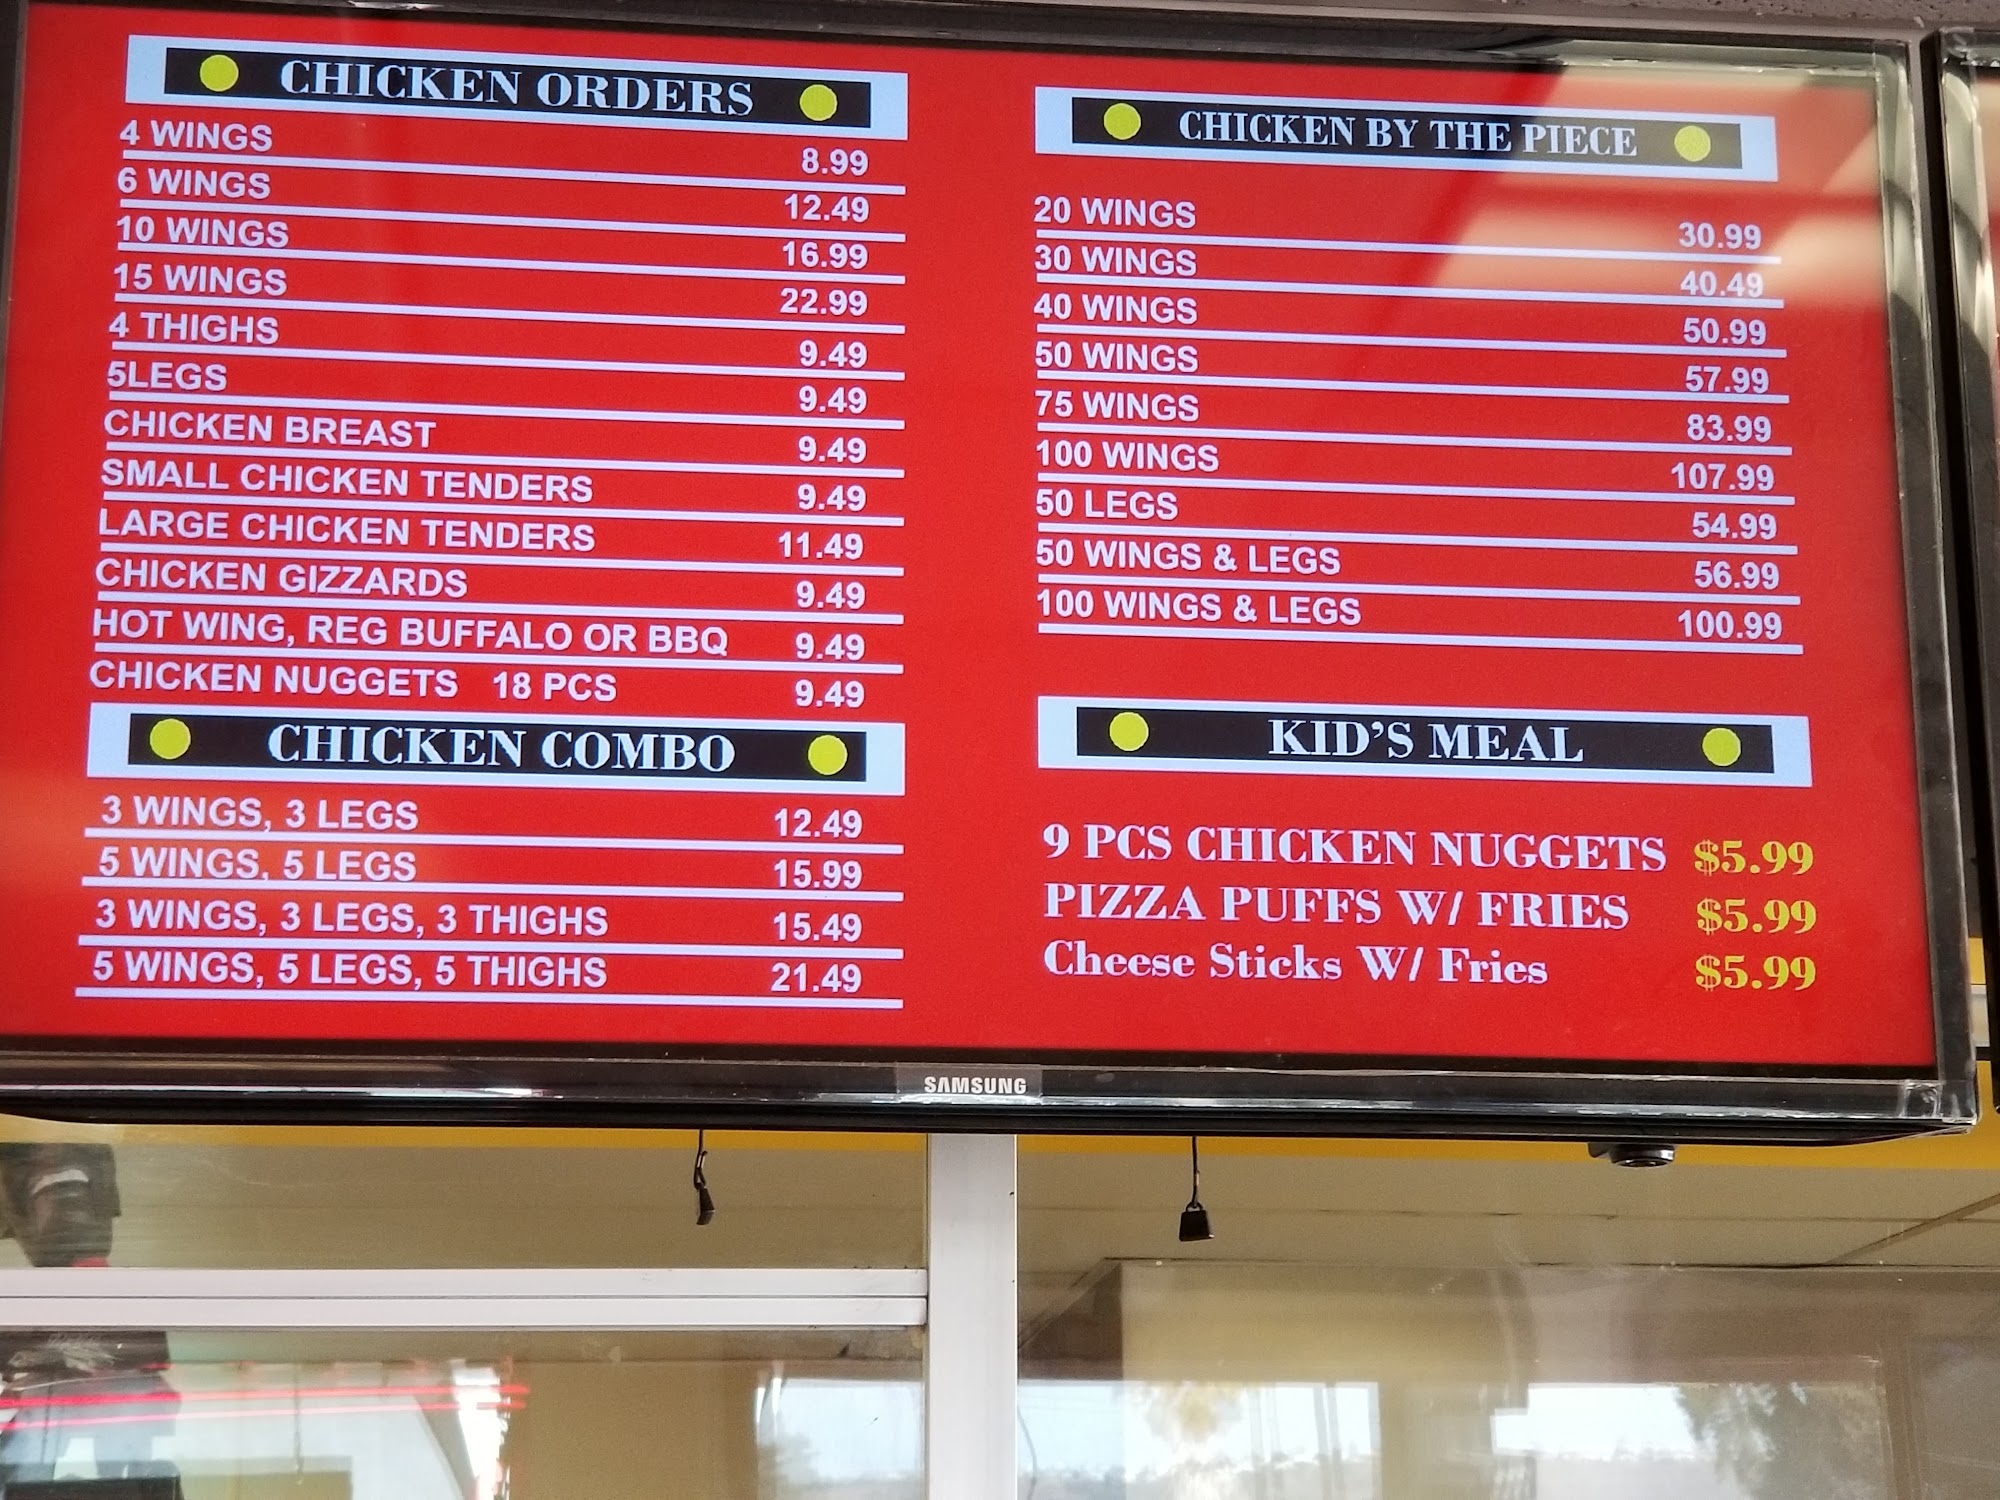 CHICKEN ORDERS
4 WINGS 8.99
6 WINGS 12.49
10 WINGS 16.99
15 WINGS 22.99
4 THIGHS 9.49
5LEGS 9.49
CHICKEN BREAST 9.49
SMALL CHICKEN TENDERS 9.49
LARGE CHICKEN TENDERS 11.49
CHICKEN GIZZARDS 9.49
HOT WING, REG BUFFALO OR BBQ 9.49
CHICKEN NUGGETS 18 PCS 9.49
CHICKEN COMBO
3 WINGS, 3 LEGS 12.49
5 WINGS, 5 LEGS 15.99
3 WINGS, 3 LEGS, 3 THIGHS 15.49
5 WINGS, 5 LEGS, 5 THIGHS 21.49
CHICKEN BY THE PIECE
20 WINGS 30.99
30 WINGS 40.49
40 WINGS 50.99
50 WINGS 57.99
75 WINGS 83.99
100 WINGS 107.99
50 LEGS 54.99
50 WINGS & LEGS 56.99
100 WINGS & LEGS 100.99
KID'S MEAL
9 PCS CHICKEN NUGGETS $5.99
PIZZA PUFFS W/ FRIES $5.99
Cheese Sticks W/ Fries $5.99
SAMSUNG